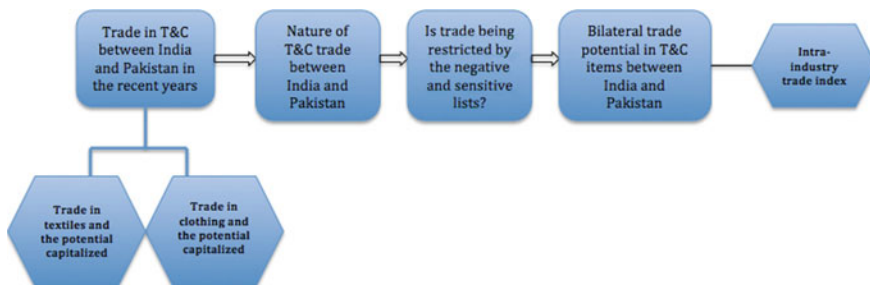 Trade in T&C
between India
and Pakistan in
the recent years
Nature of
T&C trade
between
India and
Pakistan
Is trade being
restricted by
the negative
and sensitive
lists?
Bilateral trade
potential in T&C
items between
India and
Pakistan
Intra-
industry
trade index
Trade in
textiles and
the potential
capitalized
Trade in
clothing and
the potential
capitalized